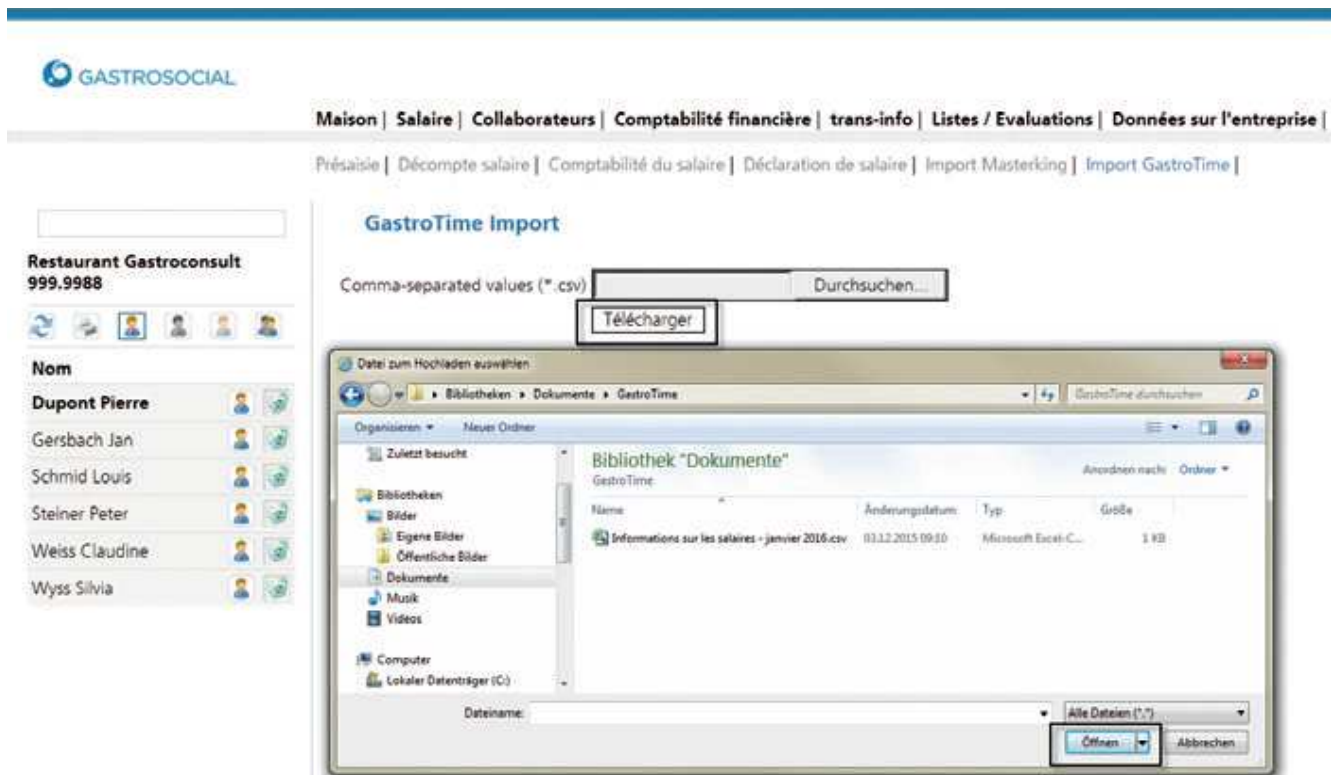 GASTROSOCIAL
Maison | Salaire | Collaborateurs | Comptabilité financière | trans-info | Listes / Evaluations | Données sur l'entreprise |
Présaisie | Décompte salaire | Comptabilité du salaire | Déclaration de salaire | Import Masterking | Import GastroTime |
Restaurant Gastroconsult
999.9988
Nom
Dupont Pierre
Gersbach Jan
Schmid Louis
Steiner Peter
Weiss Claudine
Wyss Silvia
GastroTime Import
Comma-separated values (*.csv) Durchsuchen...
Télécharger
Datei zum Hochladen auswählen
Bibliotheken Dokumente GastroTime GastroTime durchsuchen
Organisieren Neuer Ordner
Zuletzt besucht
Bibliotheken
Bilder
Eigene Bilder
Öffentliche Bilder
Dokumente
Musik
Videos
Computer
Lokaler Datenträger (C:)
Bibliothek "Dokumente"
GastroTime
Anordnen nach: Ordner
Name Änderungsdatum Typ Größe
Informations sur les salaires - janvier 2016.csv 03.12.2015 09:10 Microsoft Excel-C... 1 KB
Dateiname: Alle Dateien (*.*)
Öffnen Abbrechen